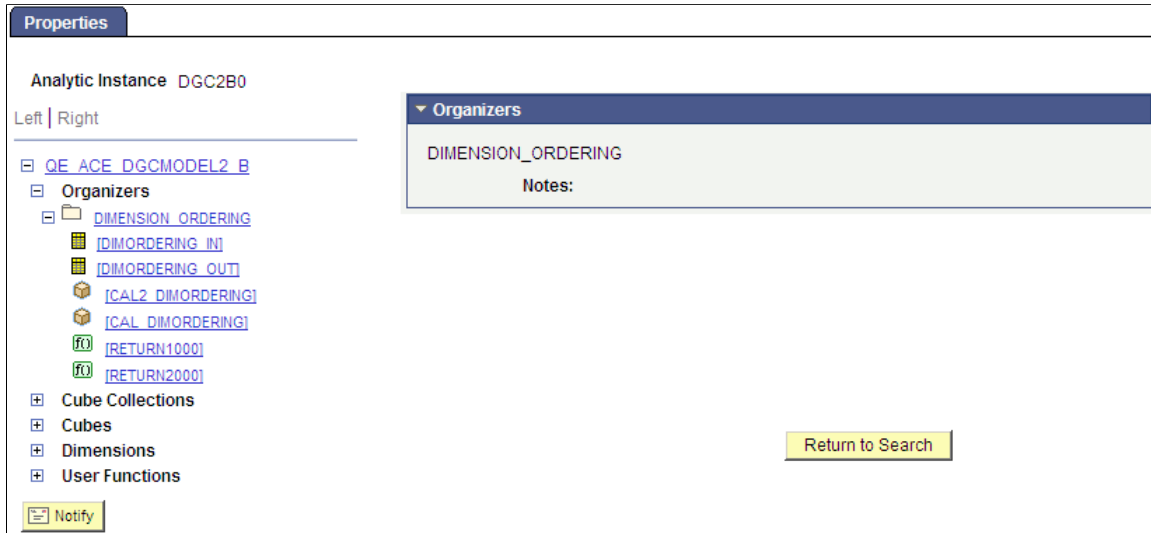 Properties
Analytic Instance DGC2B0
Left | Right
QE_ACE_DGCMODEL2_B
Organizers
DIMENSION_ORDERING
[DIMORDERING_IN]
[DIMORDERING_OUT]
[CAL2_DIMORDERING]
[CAL_DIMORDERING]
f() [RETURN1000]
f() [RETURN2000]
Cube Collections
Cubes
Dimensions
User Functions
Notify
Organizers
DIMENSION_ORDERING
Notes:
Return to Search